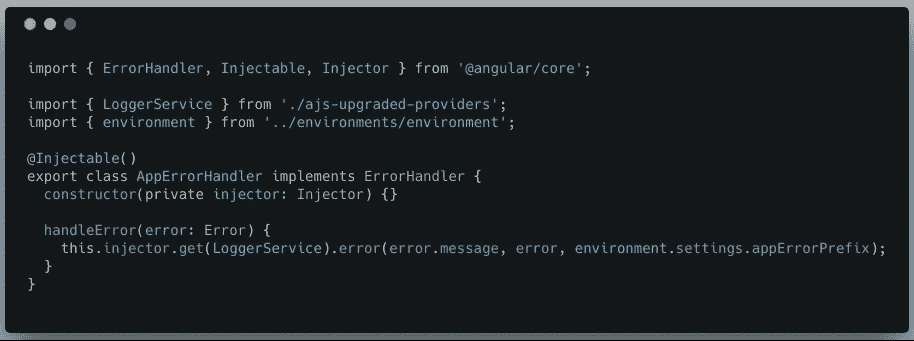 import { ErrorHandler, Injectable, Injector } from '@angular/core';
import { LoggerService } from './ajs-upgraded-providers';
import { environment } from '../environments/environment';
@Injectable()
export class AppErrorHandler implements ErrorHandler {
constructor(private injector: Injector) {}
handleError(error: Error) {
this.injector.get(LoggerService).error(error.message, error, environment.settings.appErrorPrefix);
}
}